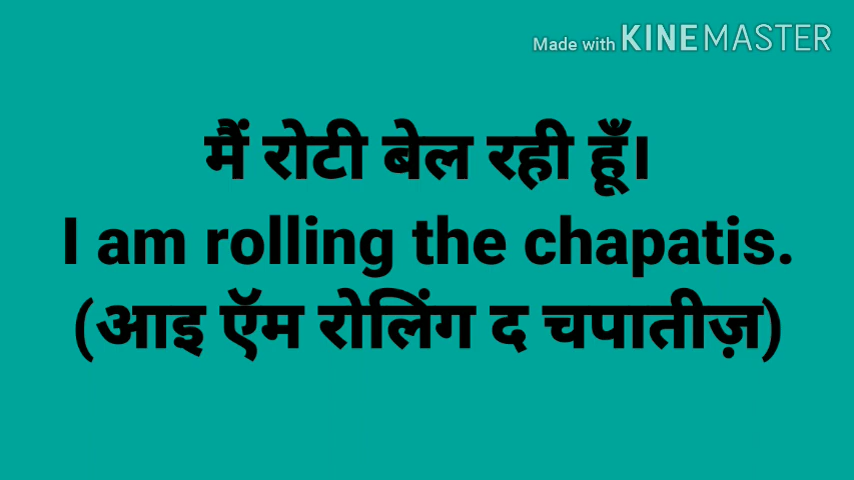 Made with KINEMASTER
मैं रोटी बेल रही हूँ।
I am rolling the chapatis.
(आइ ऍम रोलिंग द चपातीज़)